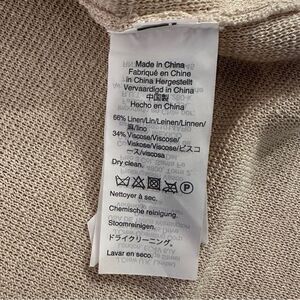 Made in China
Fabriqué en Chine
in China Hergestellt
Vervaardigd in China
中国製
Hecho en China
66% Linen/Lin/Leinen/Linnen/
麻/lino
34% Viscose/Viscose/
Viskose/Viscose/ビスコ
ース/viscosa
Dry clean.
P
Nettoyer à sec.
Chemische reinigung.
Stoomreinigen.
ドライクリーニング。
Lavar en seco.